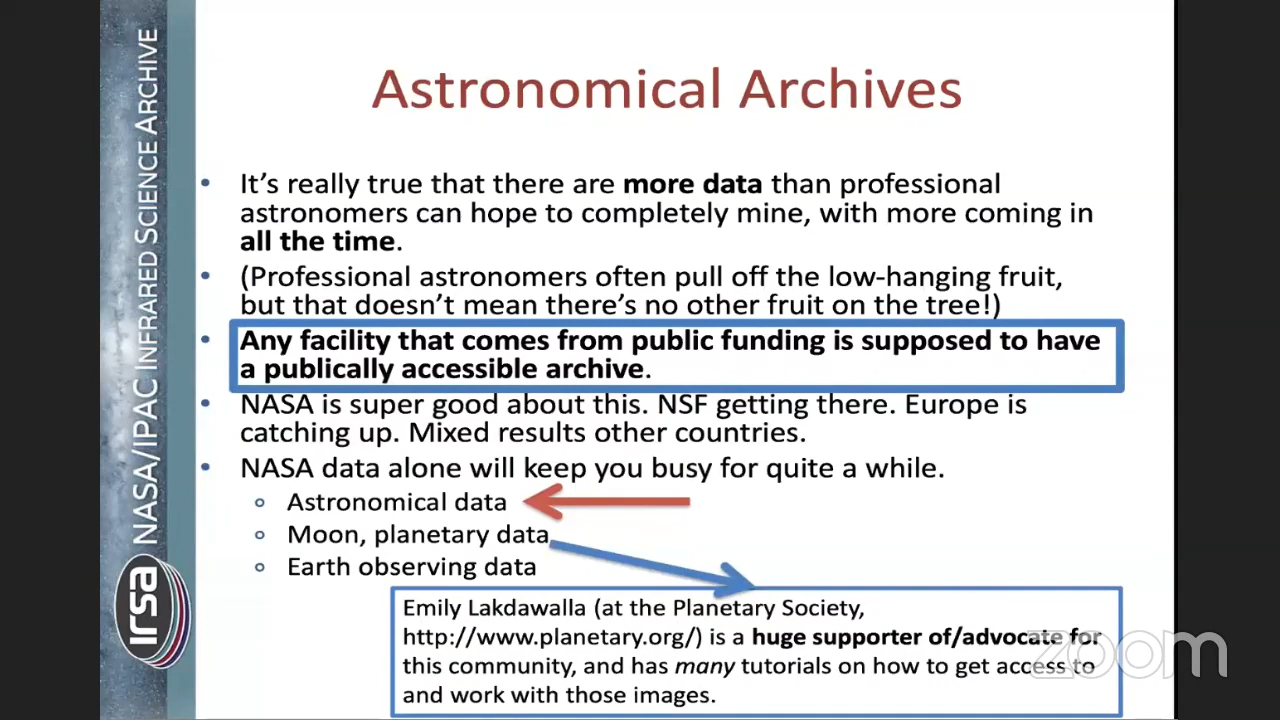 Astronomical Archives
• It's really true that there are more data than professional
astronomers can hope to completely mine, with more coming in
all the time.
• (Professional astronomers often pull off the low-hanging fruit,
but that doesn't mean there's no other fruit on the tree!)
• Any facility that comes from public funding is supposed to have
a publically accessible archive.
• NASA is super good about this. NSF getting there. Europe is
catching up. Mixed results other countries.
• NASA data alone will keep you busy for quite a while.
◦ Astronomical data
◦ Moon, planetary data
◦ Earth observing data
Emily Lakdawalla (at the Planetary Society,
http://www.planetary.org/) is a huge supporter of/advocate for
this community, and has many tutorials on how to get access to
and work with those images.
NASA/IPAC INFRARED SCIENCE ARCHIVE
irsa
zoom